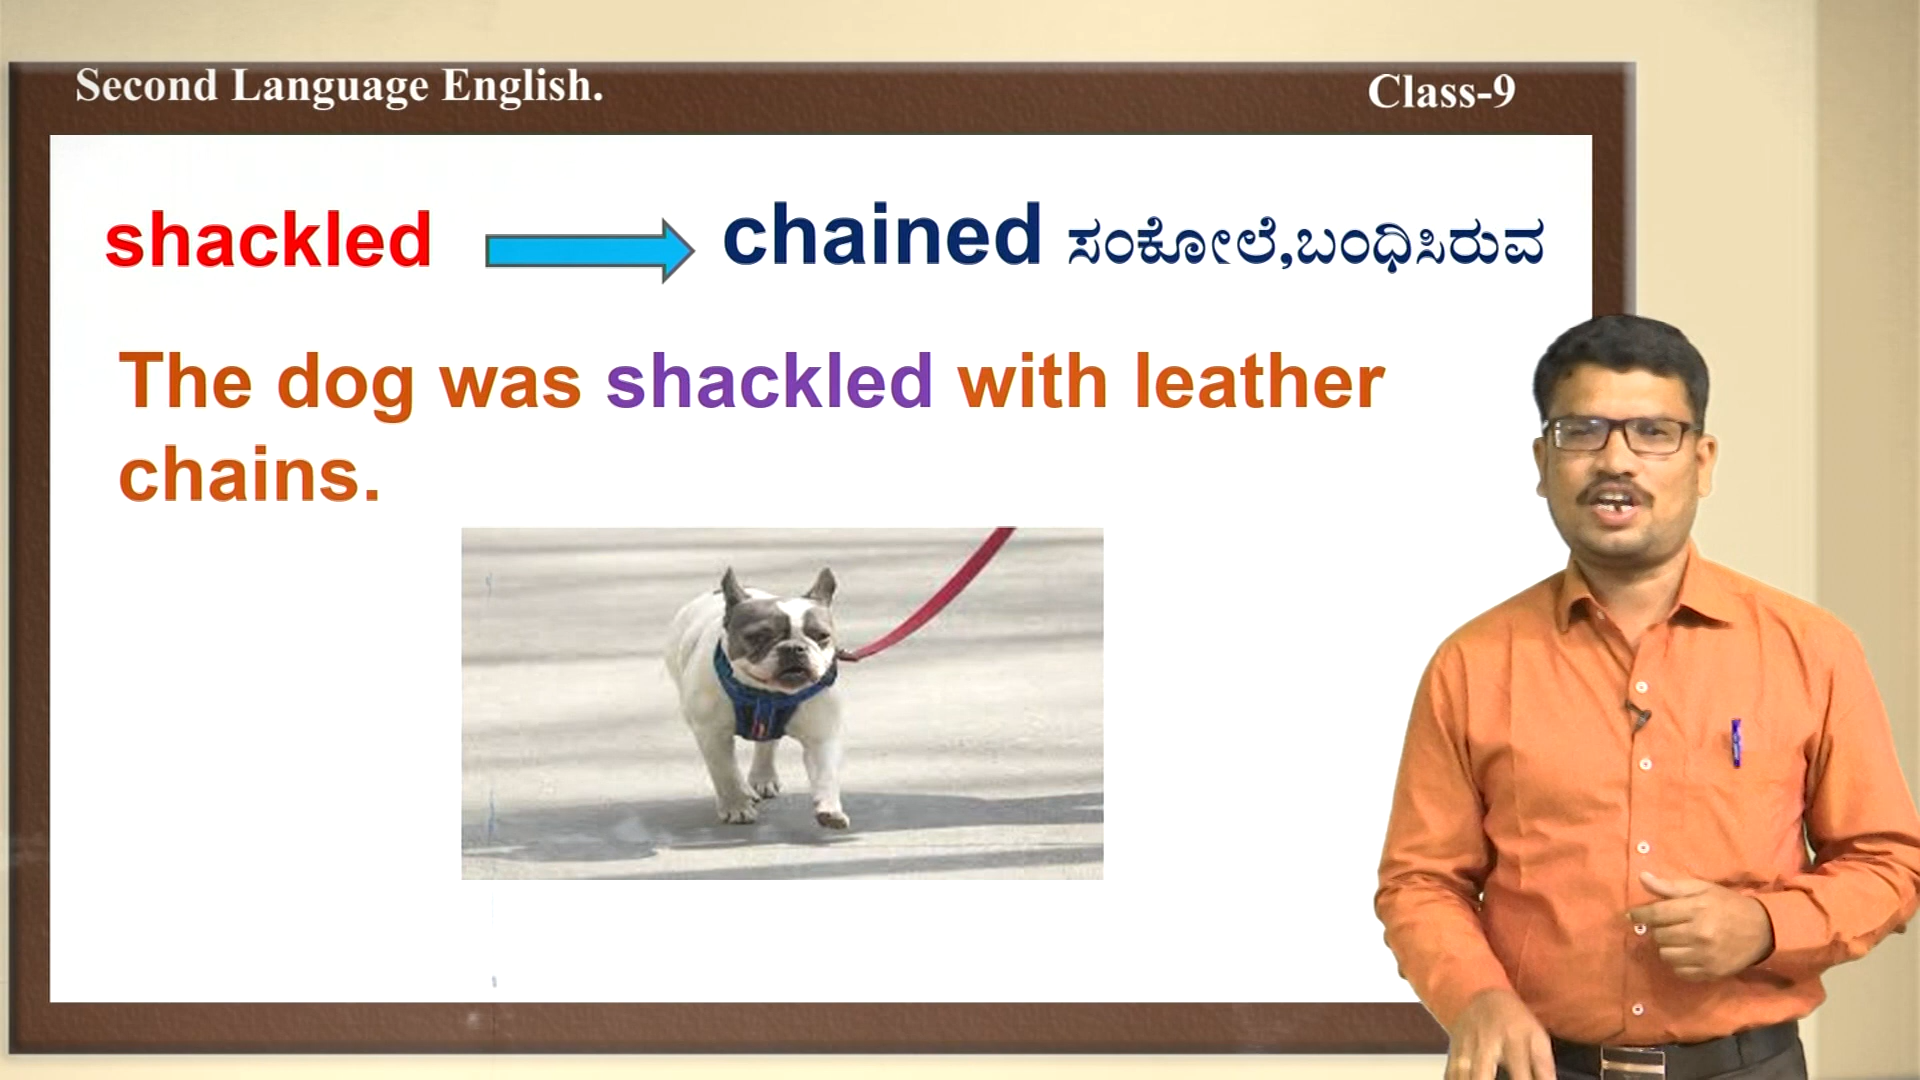 Second Language English.
Class-9
shackled
chained ಸಂಕೋಲೆ,ಬಂಧಿಸಿರುವ
The dog was shackled with leather
chains.